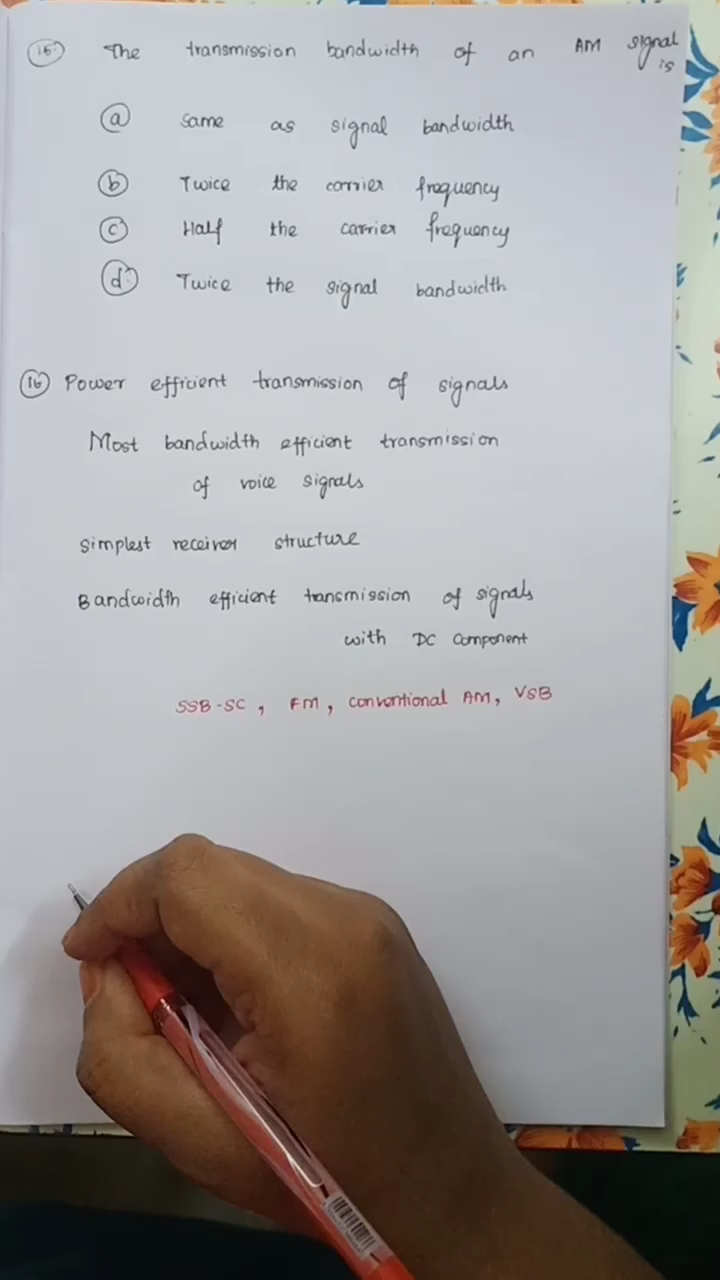 15 The transmission bandwidth of an AM signal is
a Same as signal bandwidth
b Twice the carrier frequency
c Half the carrier frequency
d Twice the signal bandwidth
16 Power efficient transmission of signals
Most bandwidth efficient transmission
of voice signals
Simplest receiver structure
Bandwidth efficient transmission of signals
with DC component
SSB-SC, FM, conventional AM, VSB